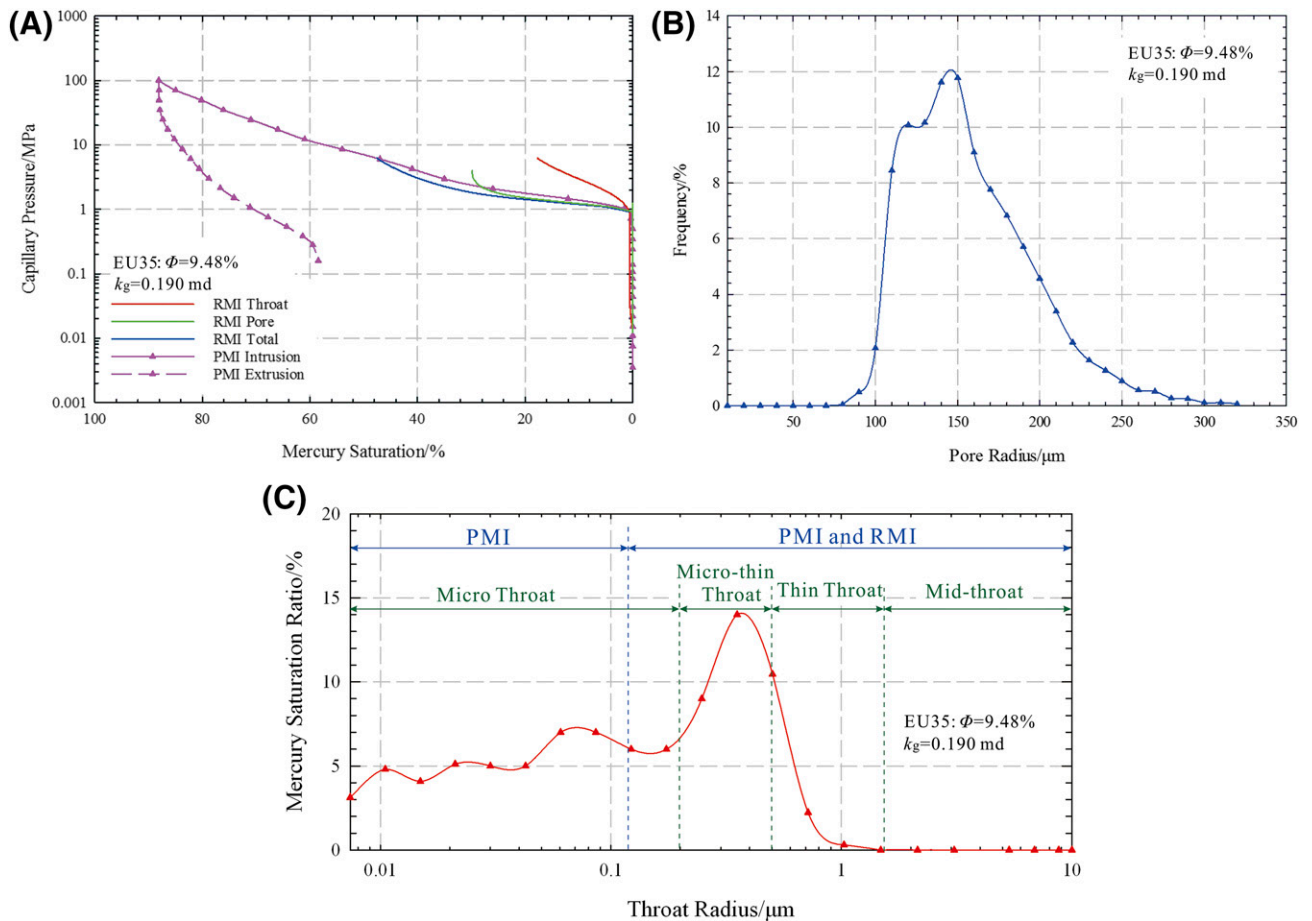 (A)
1000
100
10
1
0.1
0.01
0.001
Capillary Pressure/MPa
EU35: Φ=9.48%
kg=0.190 md
RMI Throat
RMI Pore
RMI Total
PMI Intrusion
PMI Extrusion
100 80 60 40 20 0
Mercury Saturation/%
(B)
14
12
10
8
6
4
2
0
Frequency/%
EU35: Φ=9.48%
kg=0.190 md
50 100 150 200 250 300 350
Pore Radius/μm
(C)
20
15
10
5
0
Mercury Saturation Ratio/%
PMI PMI and RMI
Micro Throat
Micro-thin
Throat
Thin Throat
Mid-throat
EU35: Φ=9.48%
kg=0.190 md
0.01 0.1 1 10
Throat Radius/μm